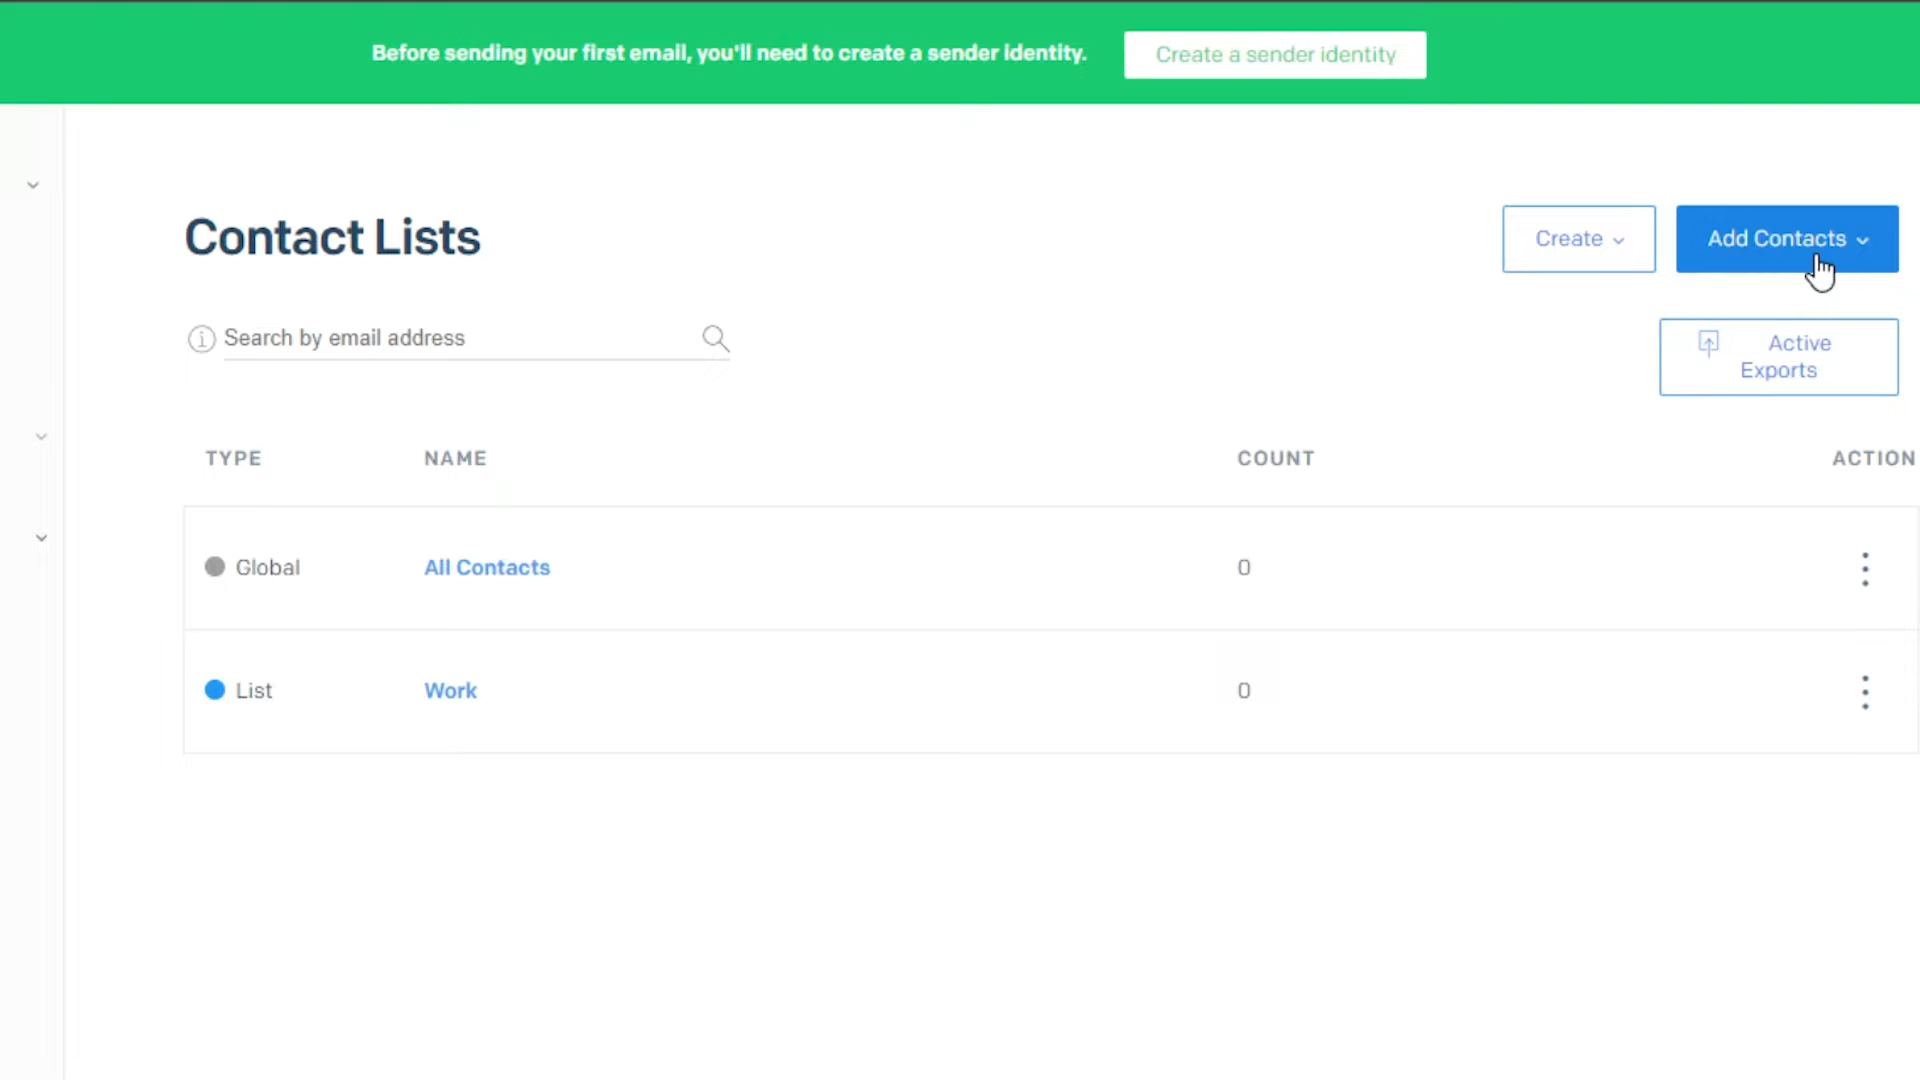 Before sending your first email, you'll need to create a sender identity.
Create a sender identity
Contact Lists
Create
Add Contacts
Search by email address
Active
Exports
TYPE
NAME
COUNT
ACTION
Global
All Contacts
0
List
Work
0